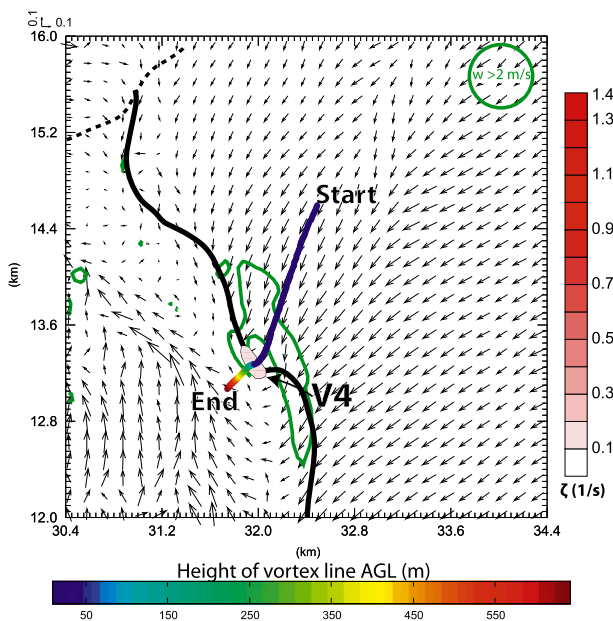 0.1
0.1
16.0
w >2 m/s
1.4
1.3
15.2
1.1
Start
0.9
14.4
(km)
0.7
13.6
0.5
End
V4
0.3
12.8
0.1
ζ (1/s)
12.0
30.4 31.2 32.0 32.8 33.6 34.4
(km)
Height of vortex line AGL (m)
50 150 250 350 450 550